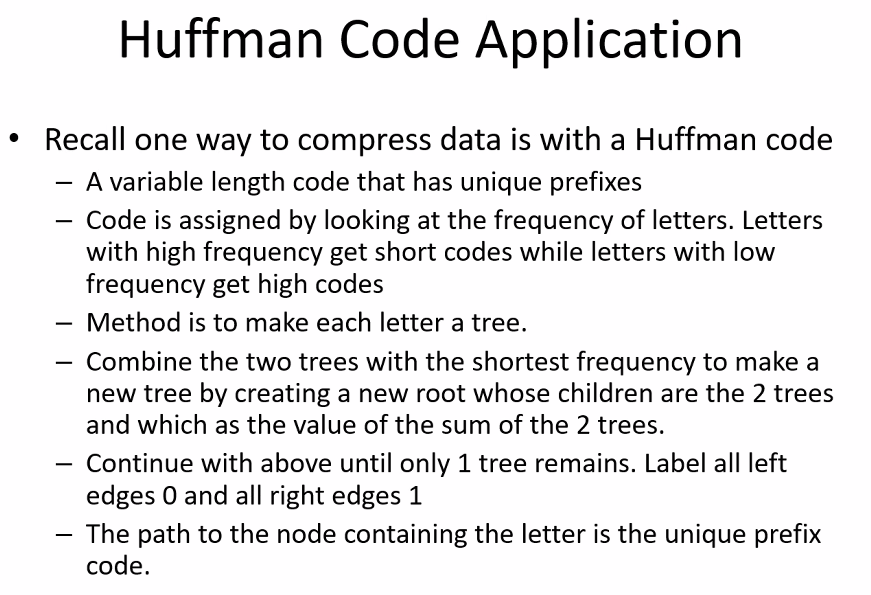 Huffman Code Application
• Recall one way to compress data is with a Huffman code
– A variable length code that has unique prefixes
– Code is assigned by looking at the frequency of letters. Letters
with high frequency get short codes while letters with low
frequency get high codes
– Method is to make each letter a tree.
– Combine the two trees with the shortest frequency to make a
new tree by creating a new root whose children are the 2 trees
and which as the value of the sum of the 2 trees.
– Continue with above until only 1 tree remains. Label all left
edges 0 and all right edges 1
– The path to the node containing the letter is the unique prefix
code.